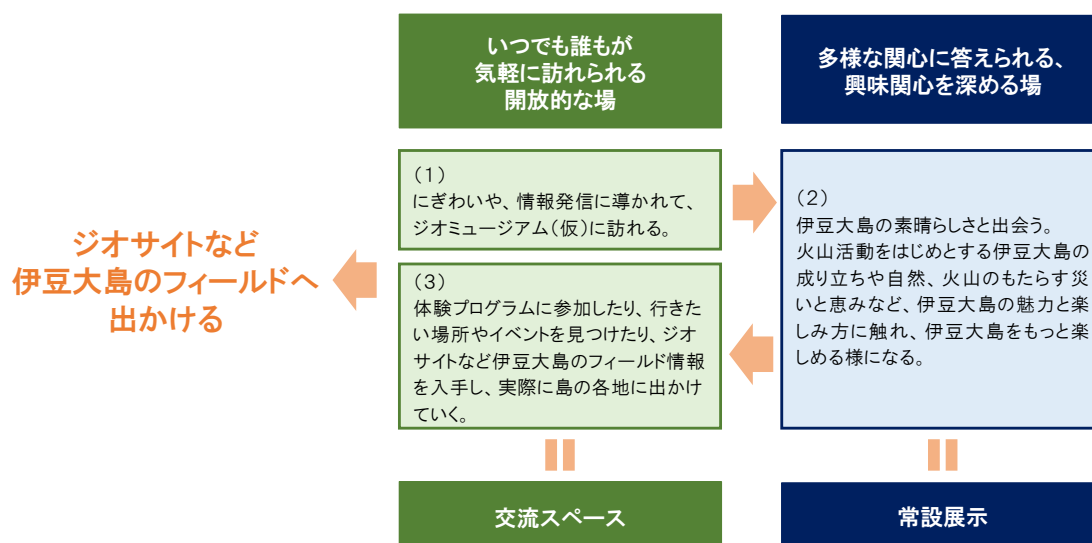 いつでも誰もが
気軽に訪れられる
開放的な場
多様な関心に答えられる、
興味関心を深める場
（1）
にぎわいや、情報発信に導かれて、
ジオミュージアム（仮）に訪れる。
（2）
伊豆大島の素晴らしさと出会う。
火山活動をはじめとする伊豆大島の
成り立ちや自然、火山のもたらす災
いと恵みなど、伊豆大島の魅力と楽
しみ方に触れ、伊豆大島をもっと楽
しめる様になる。
（3）
体験プログラムに参加したり、行きた
い場所やイベントを見つけたり、ジオ
サイトなど伊豆大島のフィールド情報
を入手し、実際に島の各地に出かけ
ていく。
ジオサイトなど
伊豆大島のフィールドへ
出かける
交流スペース
常設展示